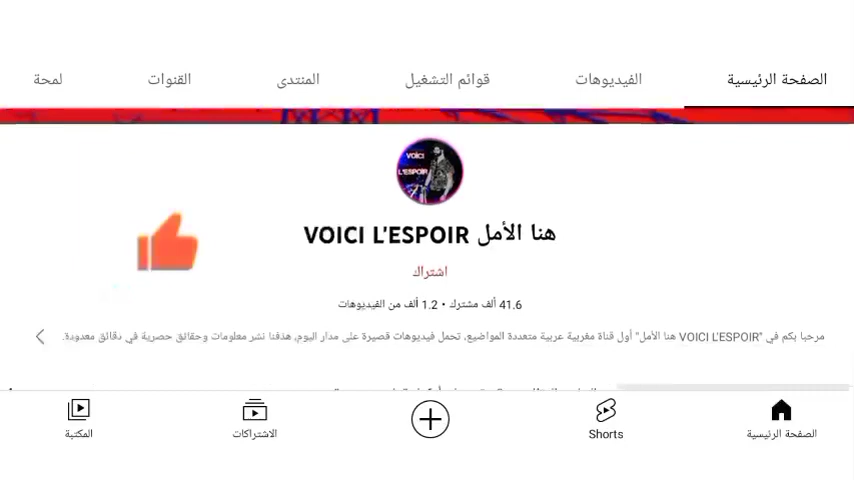 الصفحة الرئيسية الفيديوهات قوائم التشغيل المنتدى القنوات لمحة
VOICI
L'ESPOIR
هنا الأمل VOICI L'ESPOIR
اشتراك
41.6 ألف مشترك • 1.2 ألف من الفيديوهات
مرحبا بكم في "VOICI L'ESPOIR هنا الأمل" أول قناة مغربية عربية متعددة المواضيع، تحمل فيديوهات قصيرة على مدار اليوم، هدفنا نشر معلومات وحقائق حصرية في دقائق معدودة.
الصفحة الرئيسية Shorts الاشتراكات المكتبة